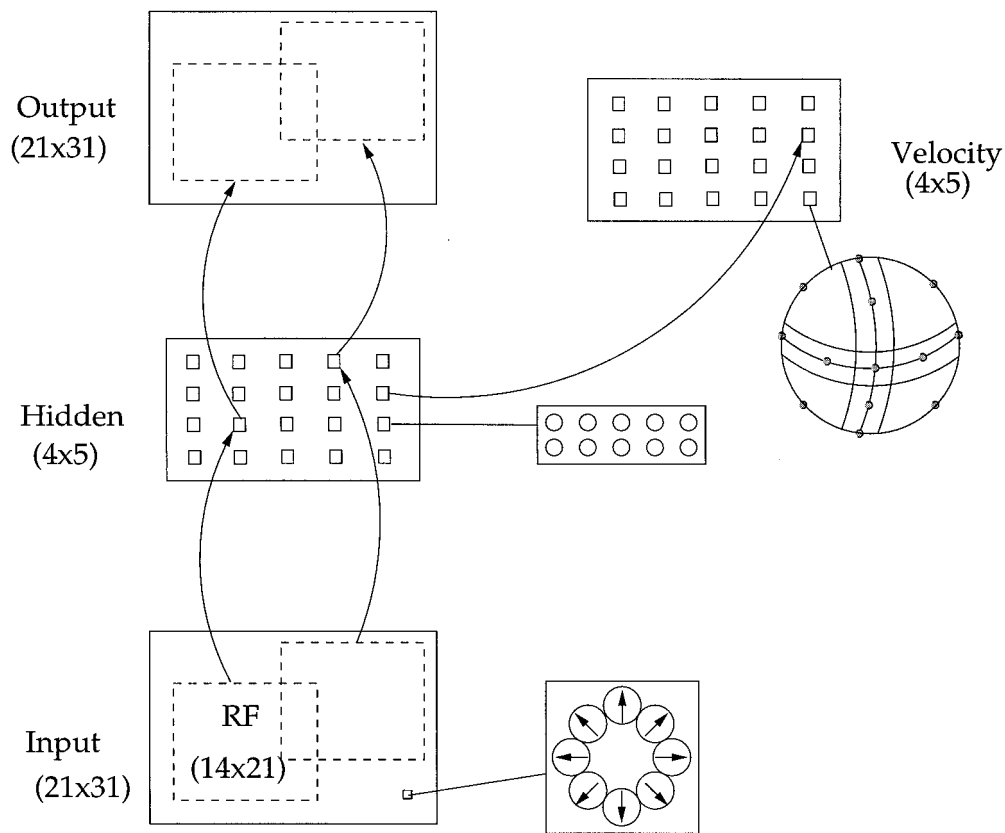 Output
(21x31)
Velocity
(4x5)
Hidden
(4x5)
RF
(14x21)
Input
(21x31)